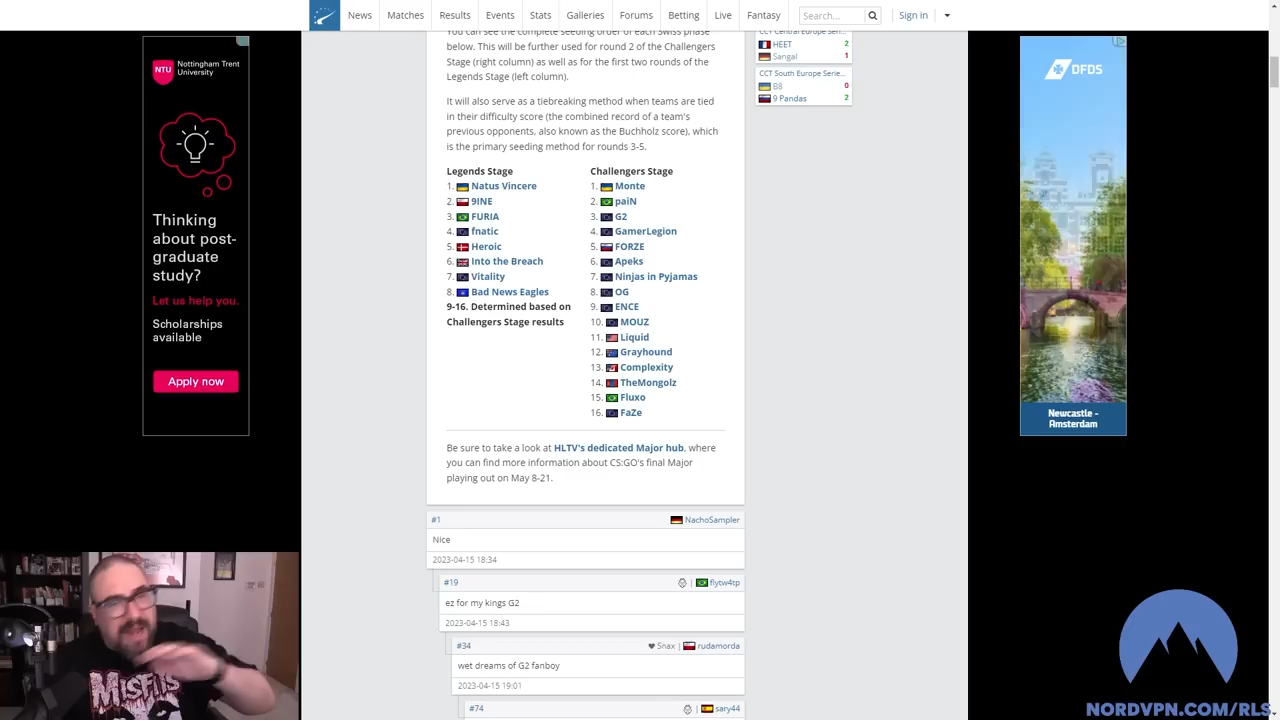 News
Matches
Results
Events
Stats
Galleries
Forums
Betting
Live
Fantasy
Search...
Sign in
NTU
Nottingham Trent
University
Thinking
about post-
graduate
study?
Let us help you.
Scholarships
available
Apply now
You can see the complete seeding order of each Swiss phase
below. This will be further used for round 2 of the Challengers
Stage (right column) as well as for the first two rounds of the
Legends Stage (left column).
It will also serve as a tiebreaking method when teams are tied
in their difficulty score (the combined record of a team's
previous opponents, also known as the Buchholz score), which
is the primary seeding method for rounds 3-5.
Legends Stage
1. Natus Vincere
2. 9INE
3. FURIA
4. fnatic
5. Heroic
6. Into the Breach
7. Vitality
8. Bad News Eagles
9-16. Determined based on
Challengers Stage results
Challengers Stage
1. Monte
2. paiN
3. G2
4. GamerLegion
5. FORZE
6. Apeks
7. Ninjas in Pyjamas
8. OG
9. ENCE
10. MOUZ
11. Liquid
12. Grayhound
13. Complexity
14. TheMongolz
15. Fluxo
16. FaZe
Be sure to take a look at HLTV's dedicated Major hub, where
you can find more information about CS:GO's final Major
playing out on May 8-21.
#1 NachoSampler
Nice
2023-04-15 18:34
#19 | flytw4tp
ez for my kings G2
2023-04-15 18:43
#34 Snax | rudamorda
wet dreams of G2 fanboy
2023-04-15 19:01
#74 | sary44
CCT Central Europe Seri...
HEET 2
Sangal 1
CCT South Europe Serie...
B8 0
9 Pandas 2
DFDS
Newcastle -
Amsterdam
MISFITS
NORDVPN.COM/RLS